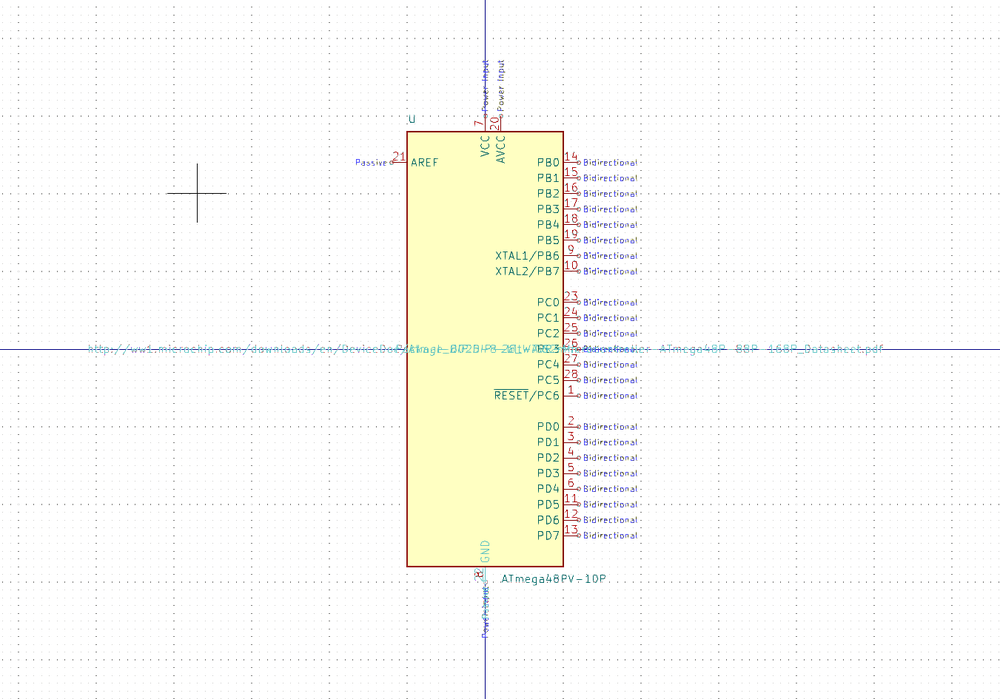 Power Input
Power Input
7
20
u
VCC
AVCC
Passive 21 AREF
PB0 14 Bidirectional
PB1 15 Bidirectional
PB2 16 Bidirectional
PB3 17 Bidirectional
PB4 18 Bidirectional
PB5 19 Bidirectional
XTAL1/PB6 9 Bidirectional
XTAL2/PB7 10 Bidirectional
PC0 23 Bidirectional
PC1 24 Bidirectional
PC2 25 Bidirectional
http://ww1.microchip.com/downloads/en/DeviceDoc/ ATmega48P 88P 168P_Datasheet.pdf
PC3 26
PC4 27 Bidirectional
PC5 28 Bidirectional
RESET/PC6 1 Bidirectional
PD0 2 Bidirectional
PD1 3 Bidirectional
PD2 4 Bidirectional
PD3 5 Bidirectional
PD4 6 Bidirectional
PD5 11 Bidirectional
PD6 12 Bidirectional
PD7 13 Bidirectional
GND
8
ATmega48PV-10P
Power Input